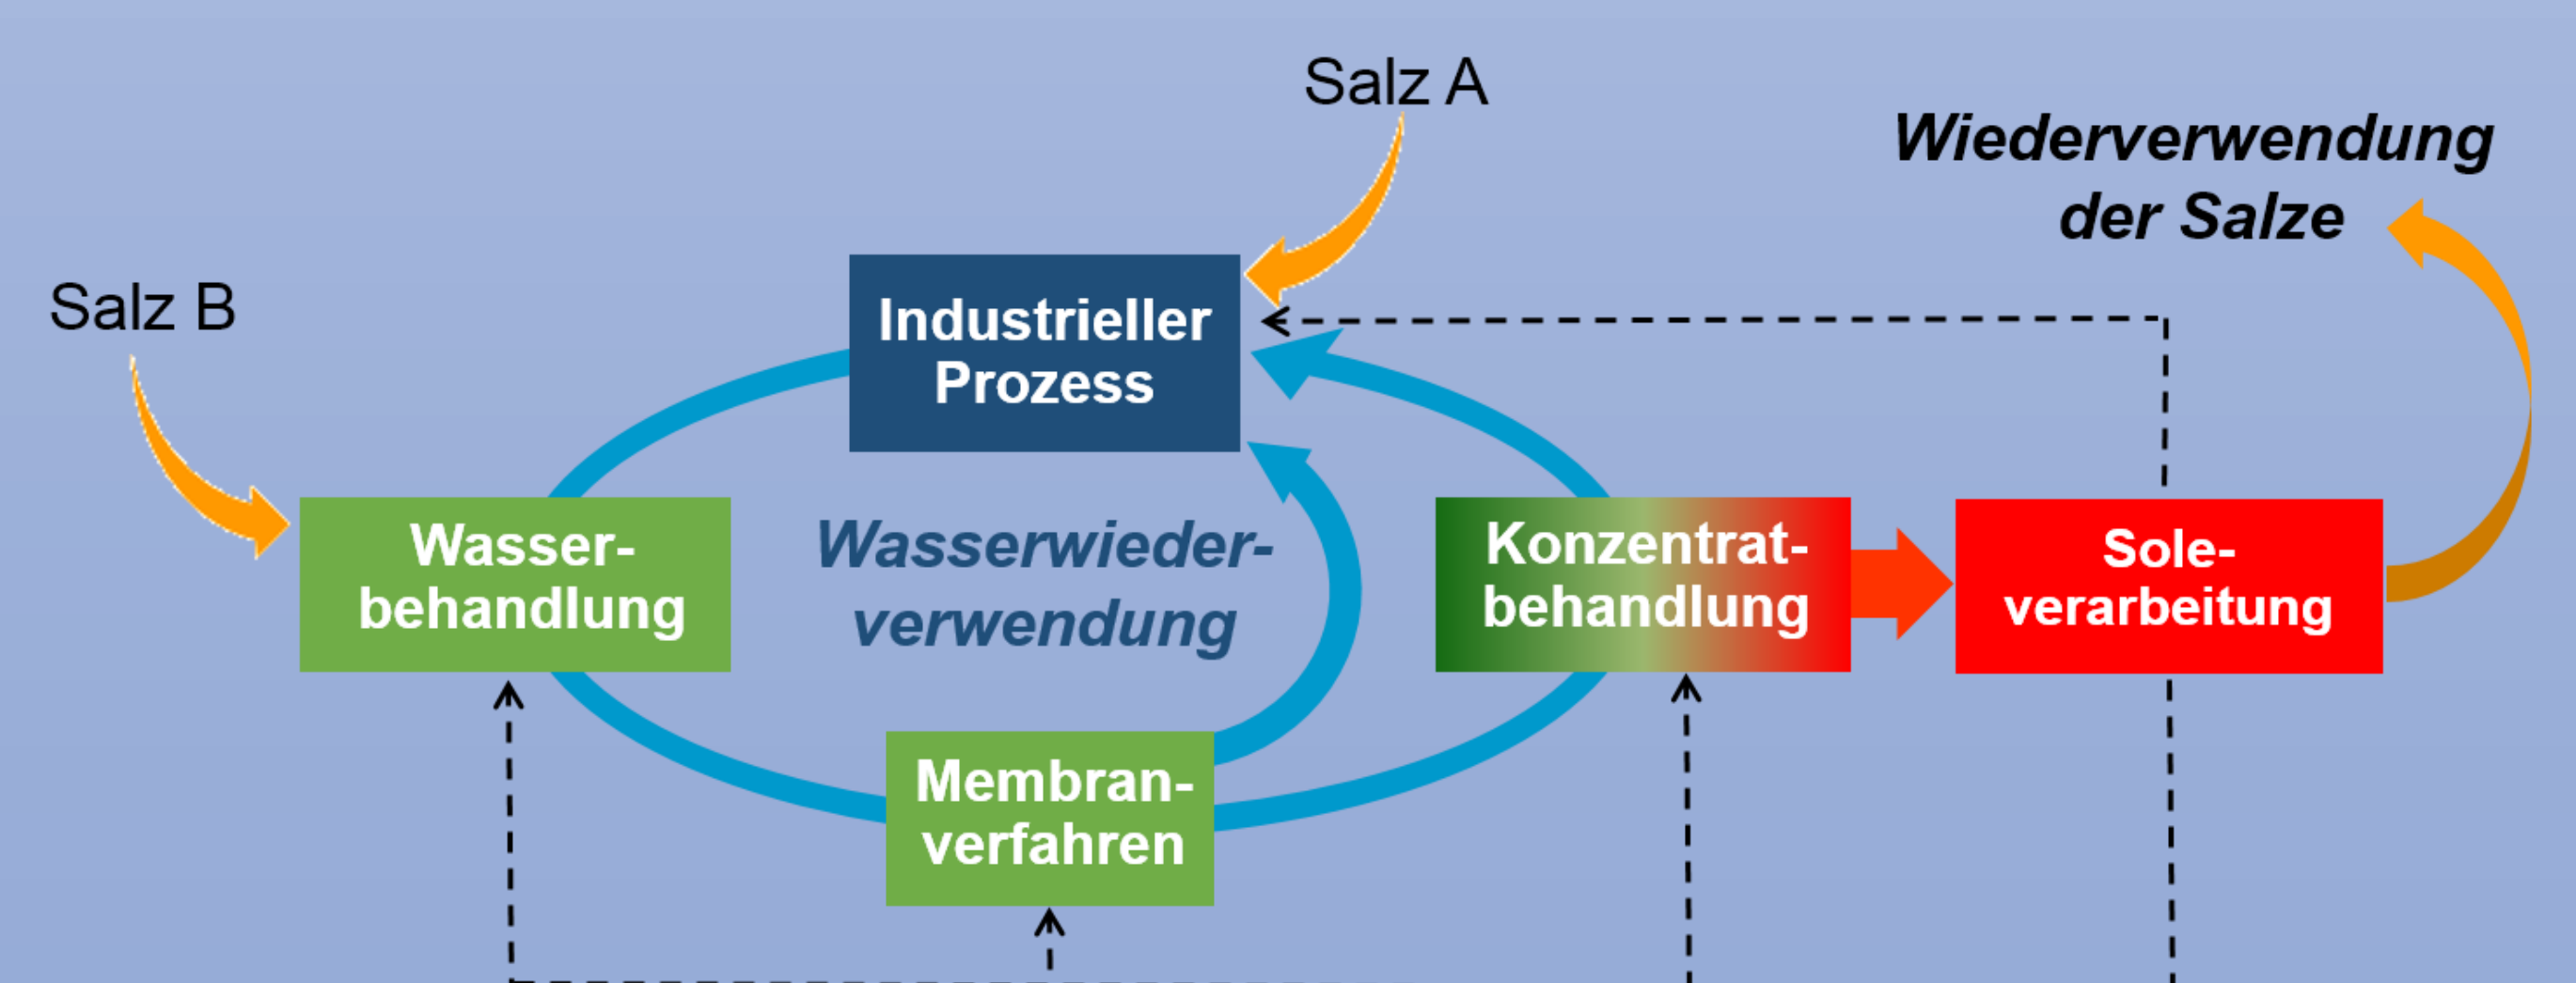 Salz A
Wiederverwendung
der Salze
Salz B
Industrieller
Prozess
Wasser-
behandlung
Wasserwieder-
verwendung
Konzentrat-
behandlung
Sole-
verarbeitung
Membran-
verfahren